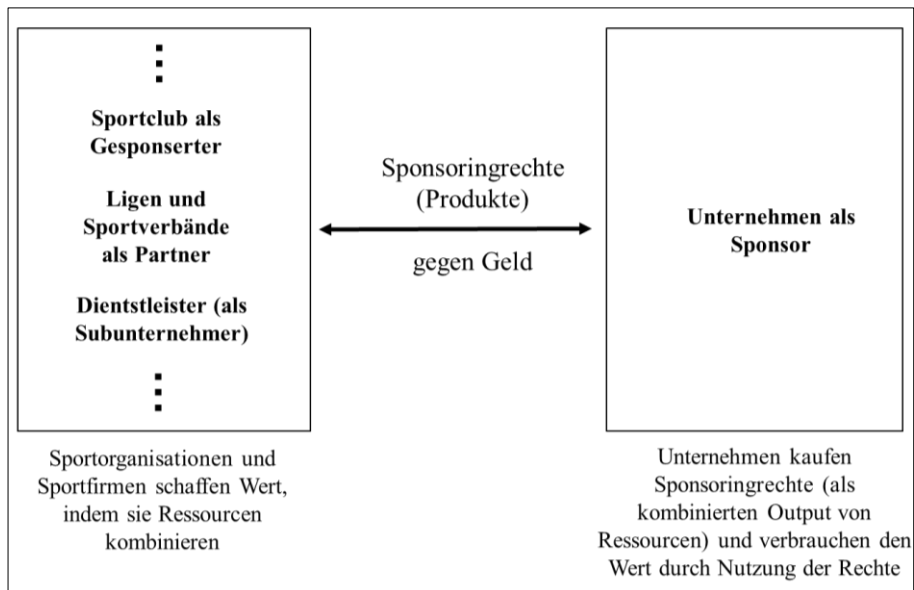 Sportclub als
Gesponserter
Ligen und
Sportverbände
als Partner
Dientstleister (als
Subunternehmer)
Sponsoringrechte
(Produkte)
gegen Geld
Unternehmen als
Sponsor
Sportorganisationen und
Sportfirmen schaffen Wert,
indem sie Ressourcen
kombinieren
Unternehmen kaufen
Sponsoringrechte (als
kombinierten Output von
Ressourcen) und verbrauchen den
Wert durch Nutzung der Rechte